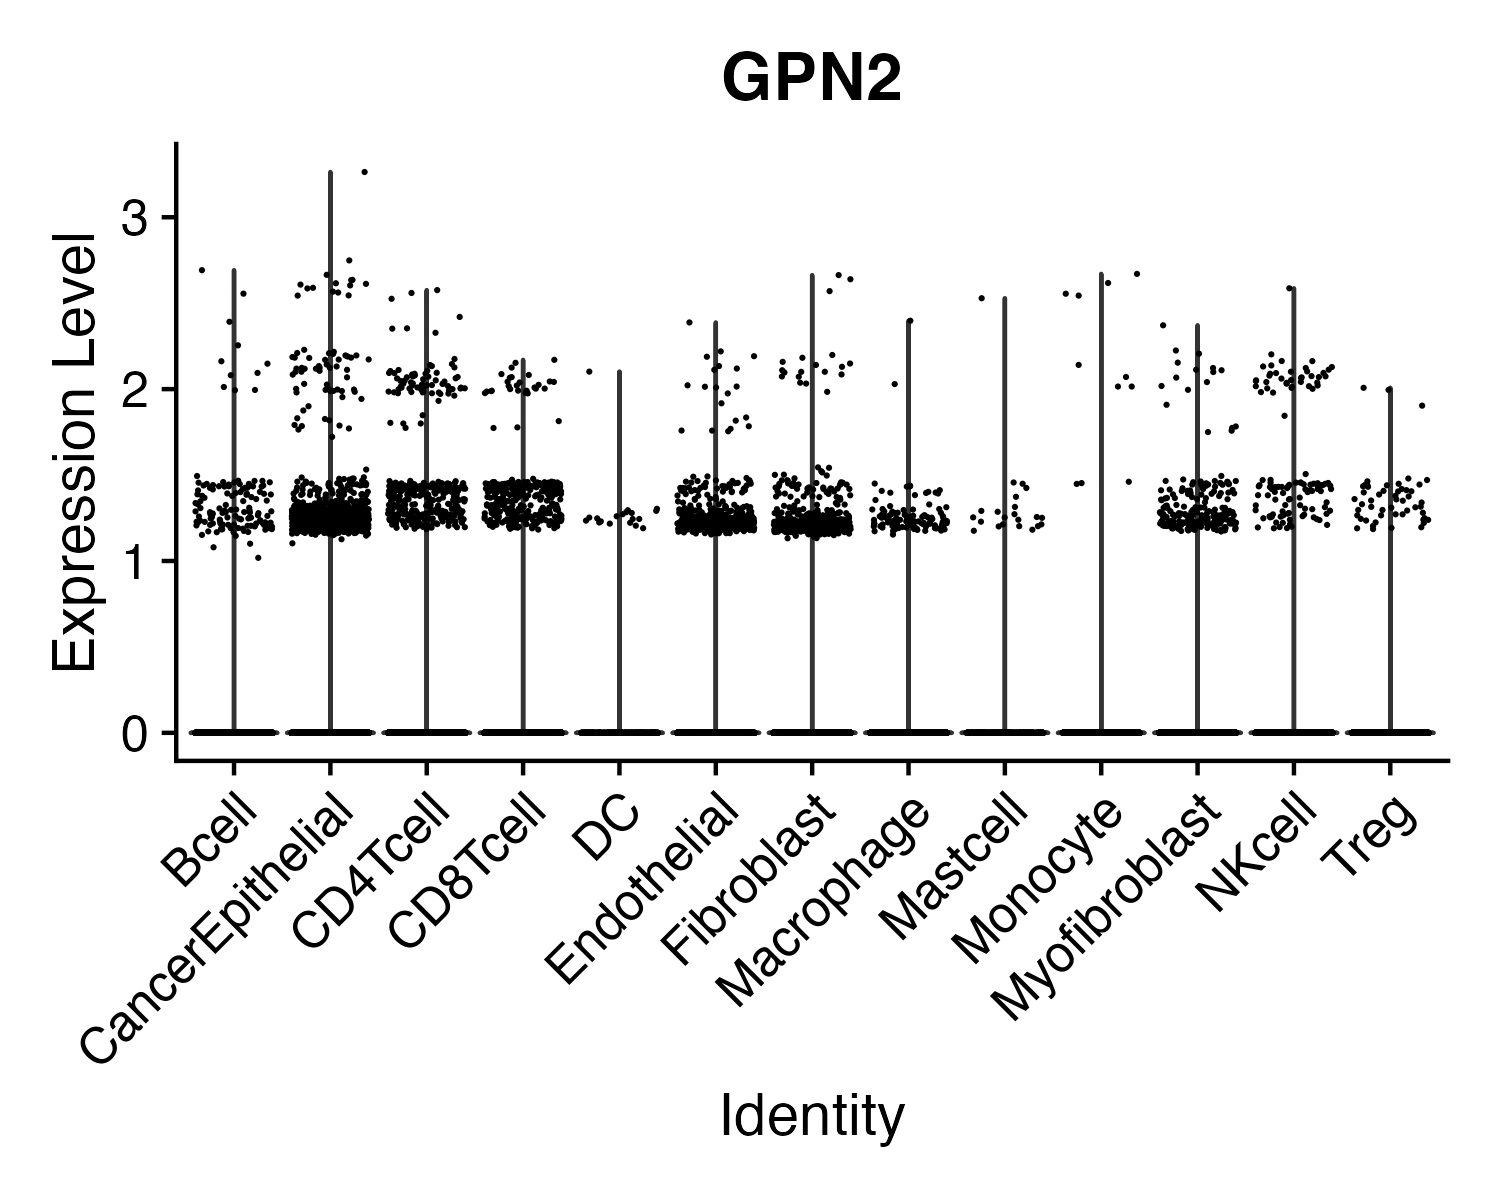 GPN2
Expression Level
3
2
1
0
Bcell
CancerEpithelial
CD4Tcell
CD8Tcell
DC
Endothelial
Fibroblast
Macrophage
Mastcell
Monocyte
Myofibroblast
NKcell
Treg
Identity